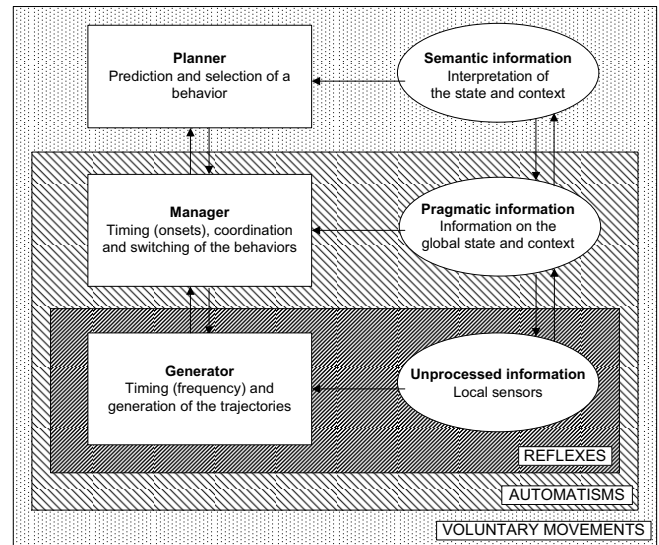 Planner
Prediction and selection of a
behavior
Semantic information
Interpretation of
the state and context
Manager
Timing (onsets), coordination
and switching of the behaviors
Pragmatic information
Information on the
global state and context
Generator
Timing (frequency) and
generation of the trajectories
Unprocessed information
Local sensors
REFLEXES
AUTOMATISMS
VOLUNTARY MOVEMENTS